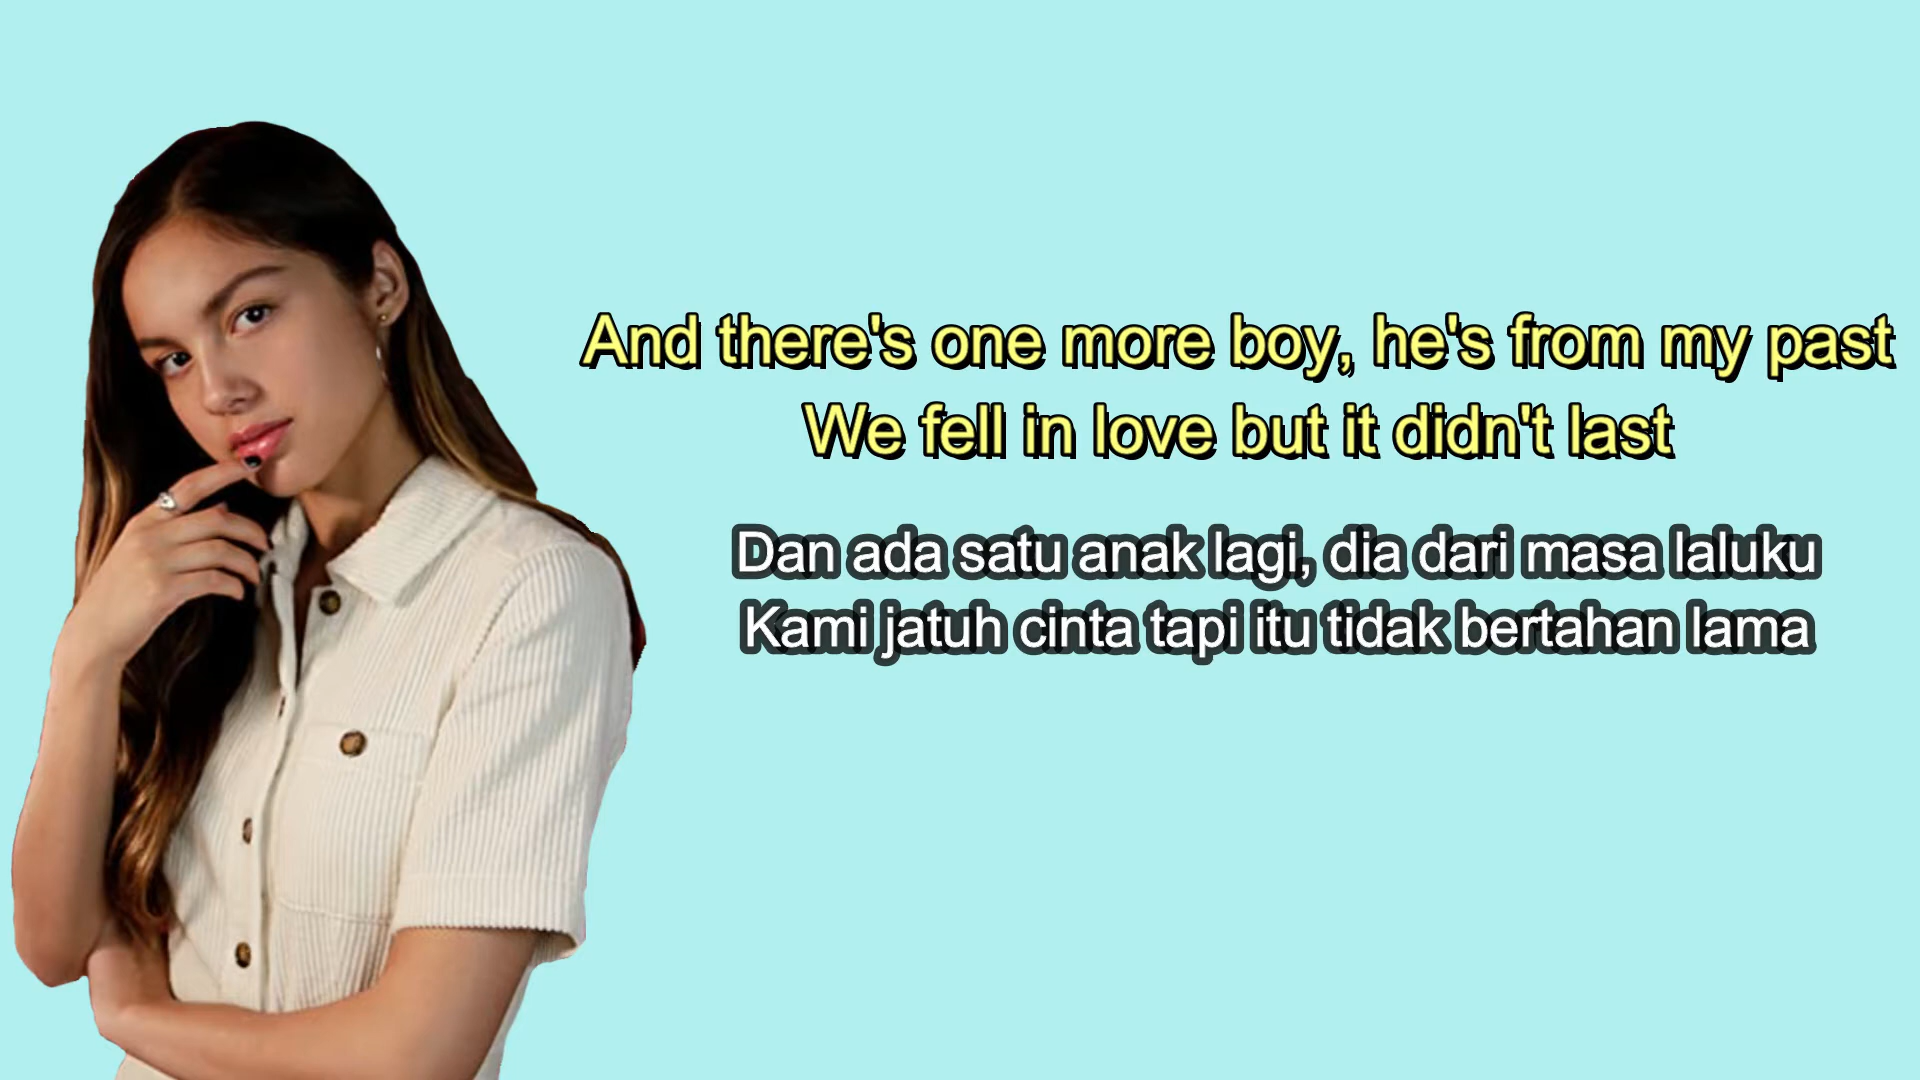 And there's one more boy, he's from my past
We fell in love but it didn't last
Dan ada satu anak lagi, dia dari masa laluku
Kami jatuh cinta tapi itu tidak bertahan lama